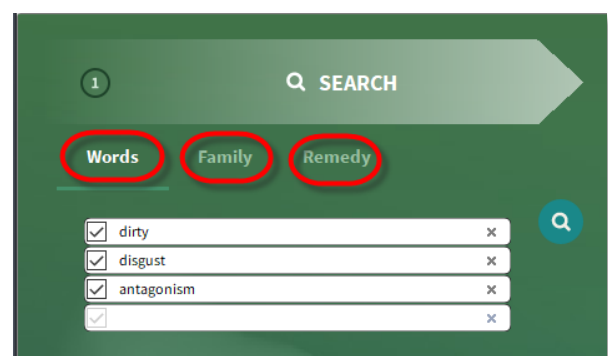 1 SEARCH
Words Family Remedy
dirty
disgust
antagonism